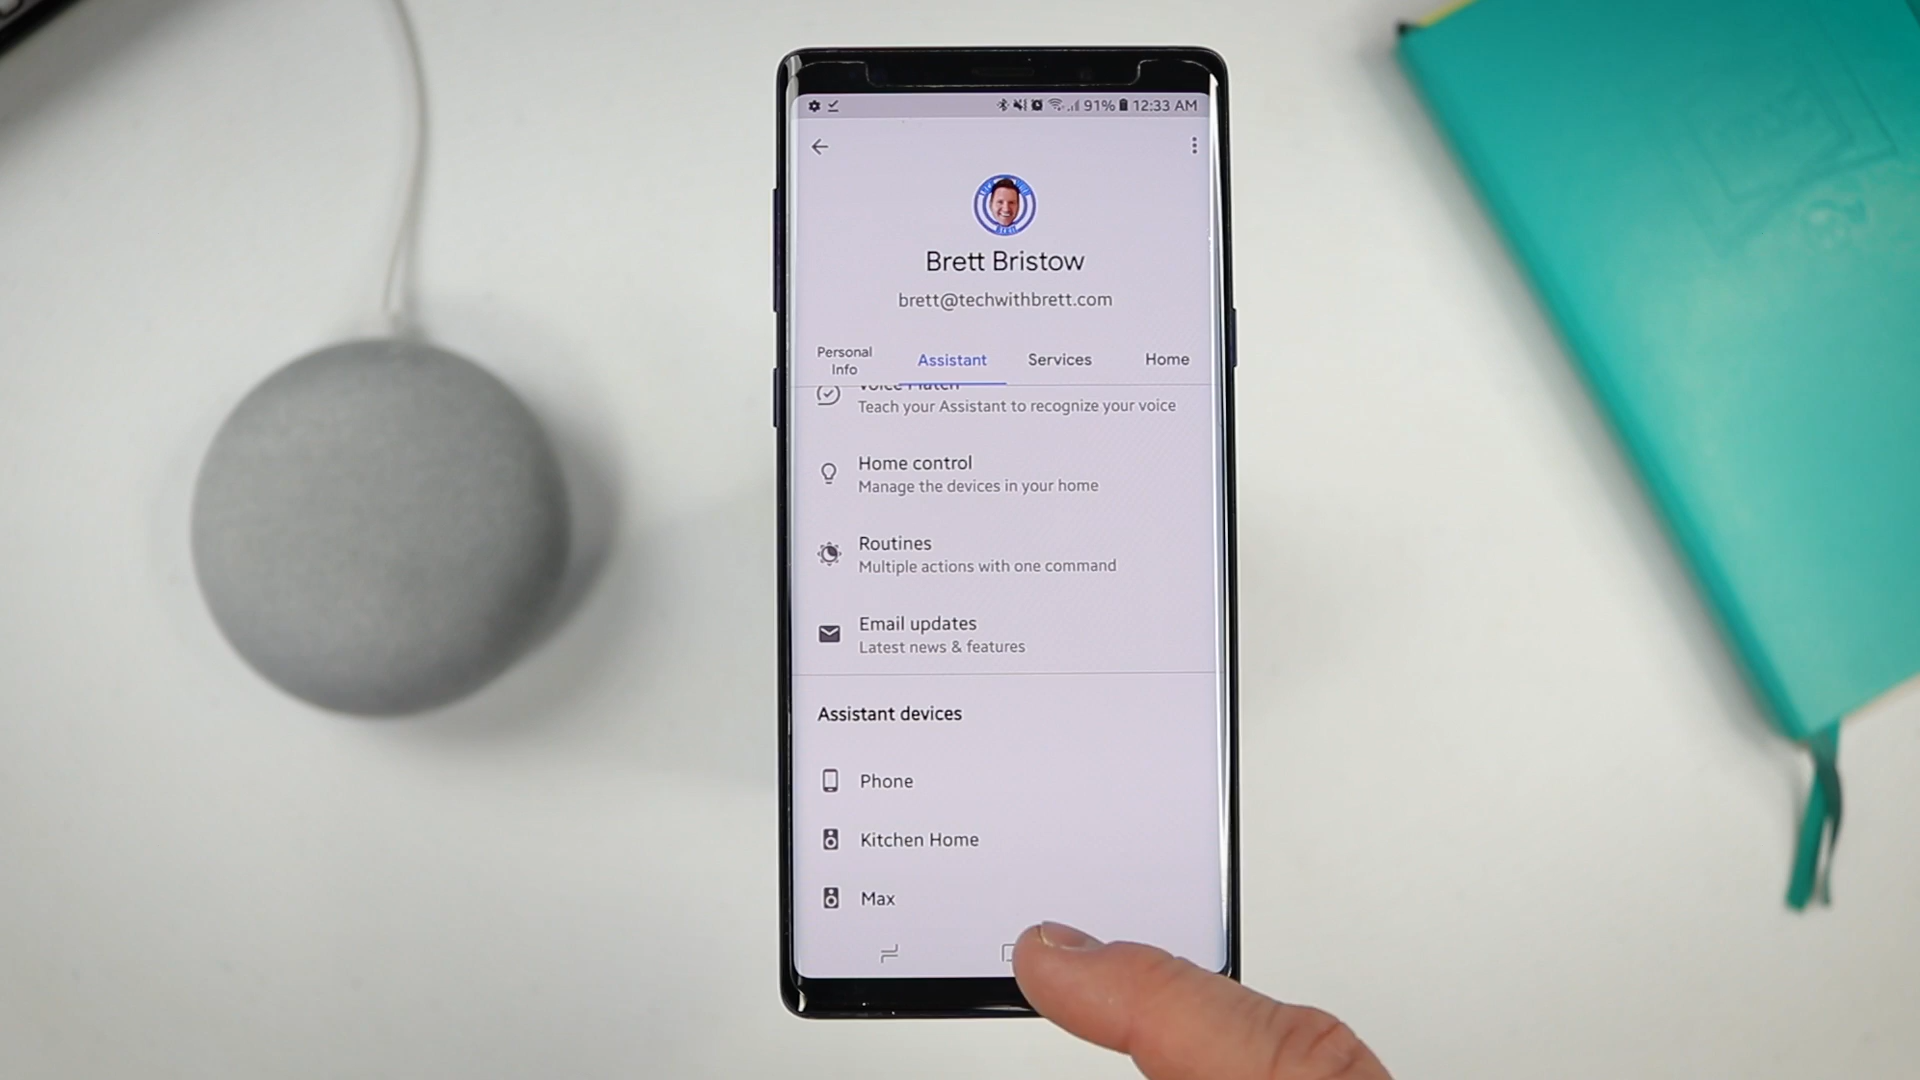 91% 12:33 AM
Brett Bristow
brett@techwithbrett.com
Personal Info
Assistant
Services
Home
Voice Match
Teach your Assistant to recognize your voice
Home control
Manage the devices in your home
Routines
Multiple actions with one command
Email updates
Latest news & features
Assistant devices
Phone
Kitchen Home
Max